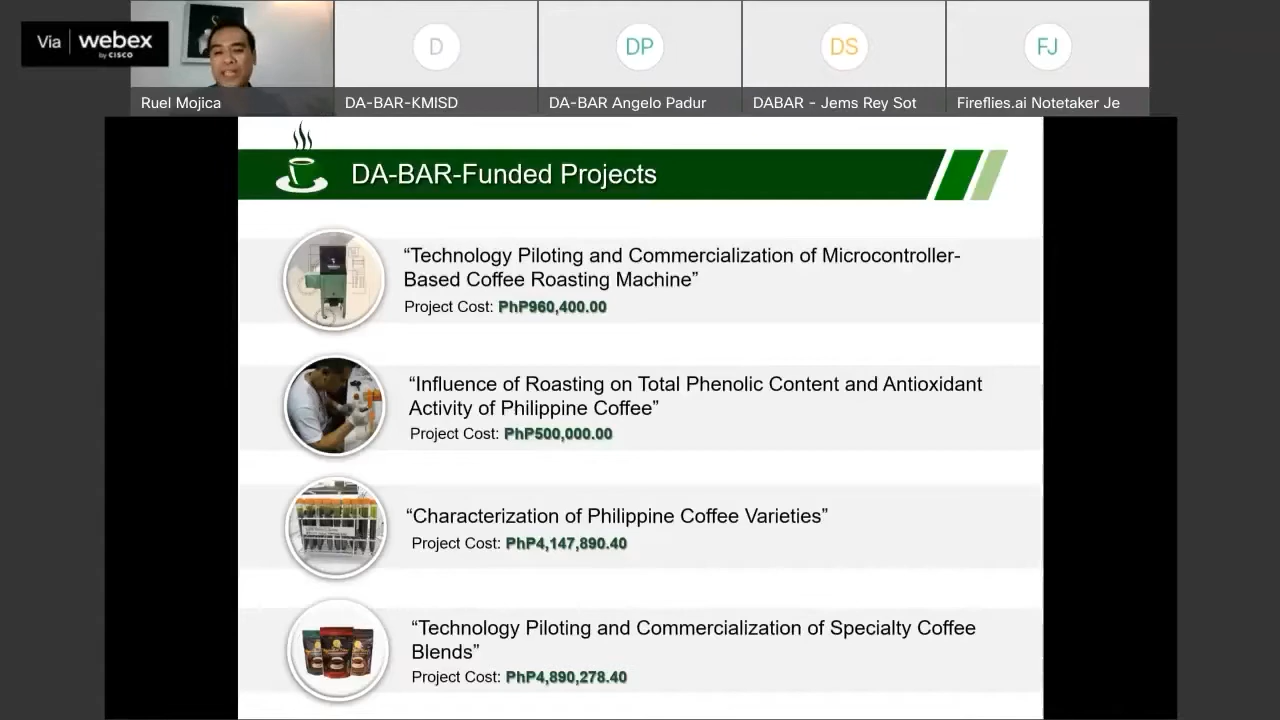 Via webex
by CISCO
Ruel Mojica
D
DA-BAR-KMISD
DP
DA-BAR Angelo Padur
DS
DABAR - Jems Rey Sot
FJ
Fireflies.ai Notetaker Je
DA-BAR-Funded Projects
“Technology Piloting and Commercialization of Microcontroller-
Based Coffee Roasting Machine”
Project Cost: PhP960,400.00
“Influence of Roasting on Total Phenolic Content and Antioxidant
Activity of Philippine Coffee”
Project Cost: PhP500,000.00
“Characterization of Philippine Coffee Varieties”
Project Cost: PhP4,147,890.40
“Technology Piloting and Commercialization of Specialty Coffee
Blends”
Project Cost: PhP4,890,278.40